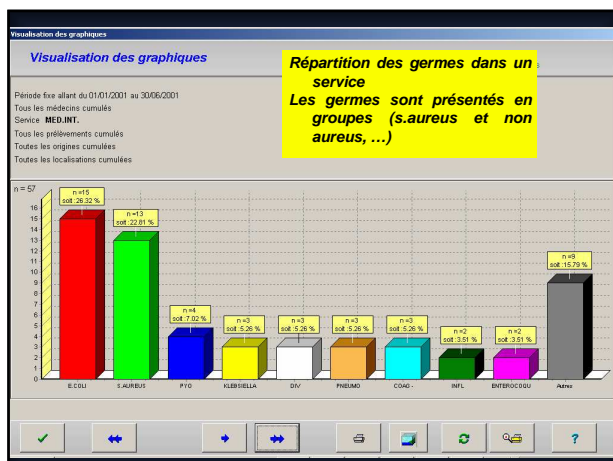 Visualisation des graphiques
Visualisation des graphiques
Répartition des germes dans un
service
Les germes sont présentés en
groupes (s.aureus et non
aureus, …)
Période fixe allant du 01/01/2001 au 30/06/2001
Tous les médecins cumulés
Service MED.INT.
Tous les prélèvements cumulés
Toutes les origines cumulées
Toutes les localisations cumulées
n = 57
n =15
soit :26.32 %
n =13
soit :22.81 %
n =4
soit :7.02 %
n =3
soit :5.26 %
n =3
soit :5.26 %
n =3
soit :5.26 %
n =3
soit :5.26 %
n =2
soit :3.51 %
n =2
soit :3.51 %
n =9
soit :15.79 %
16
15
14
13
12
11
10
9
8
7
6
5
4
3
2
1
0
E.COLI S.AUREUS PYO KLEBSIELLA DIV PNEUMO COAG- INFL ENTEROCOQU Autres
?